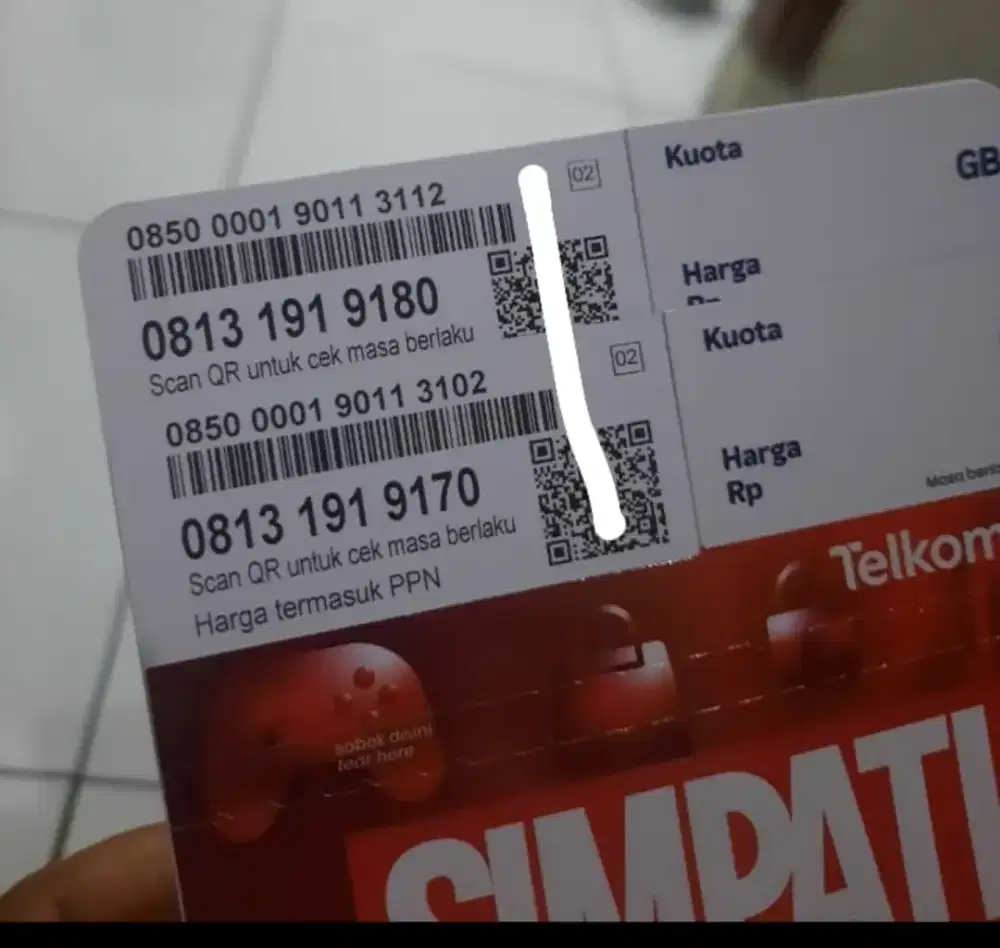 0850 0001 9011 3112
02
0813 191 9180
Scan QR untuk cek masa berlaku
Kuota
GB
Harga
0850 0001 9011 3102
02
0813 191 9170
Scan QR untuk cek masa berlaku
Harga termasuk PPN
Kuota
Harga
Rp
Masa
Telkom
sobek disini
tear here
SIMPATI